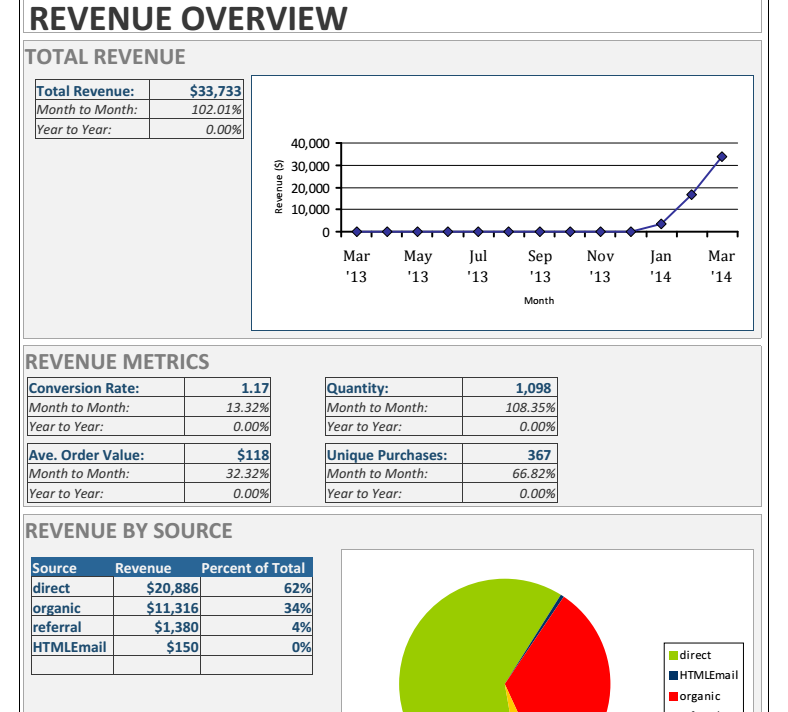 REVENUE OVERVIEW
TOTAL REVENUE
Total Revenue: $33,733
Month to Month: 102.01%
Year to Year: 0.00%
Revenue ($)
40,000
30,000
20,000
10,000
0
Mar '13 May '13 Jul '13 Sep '13 Nov '13 Jan '14 Mar '14
Month
REVENUE METRICS
Conversion Rate: 1.17
Month to Month: 13.32%
Year to Year: 0.00%
Quantity: 1,098
Month to Month: 108.35%
Year to Year: 0.00%
Ave. Order Value: $118
Month to Month: 32.32%
Year to Year: 0.00%
Unique Purchases: 367
Month to Month: 66.82%
Year to Year: 0.00%
REVENUE BY SOURCE
Source Revenue Percent of Total
direct $20,886 62%
organic $11,316 34%
referral $1,380 4%
HTMLEmail $150 0%
direct
HTMLEmail
organic